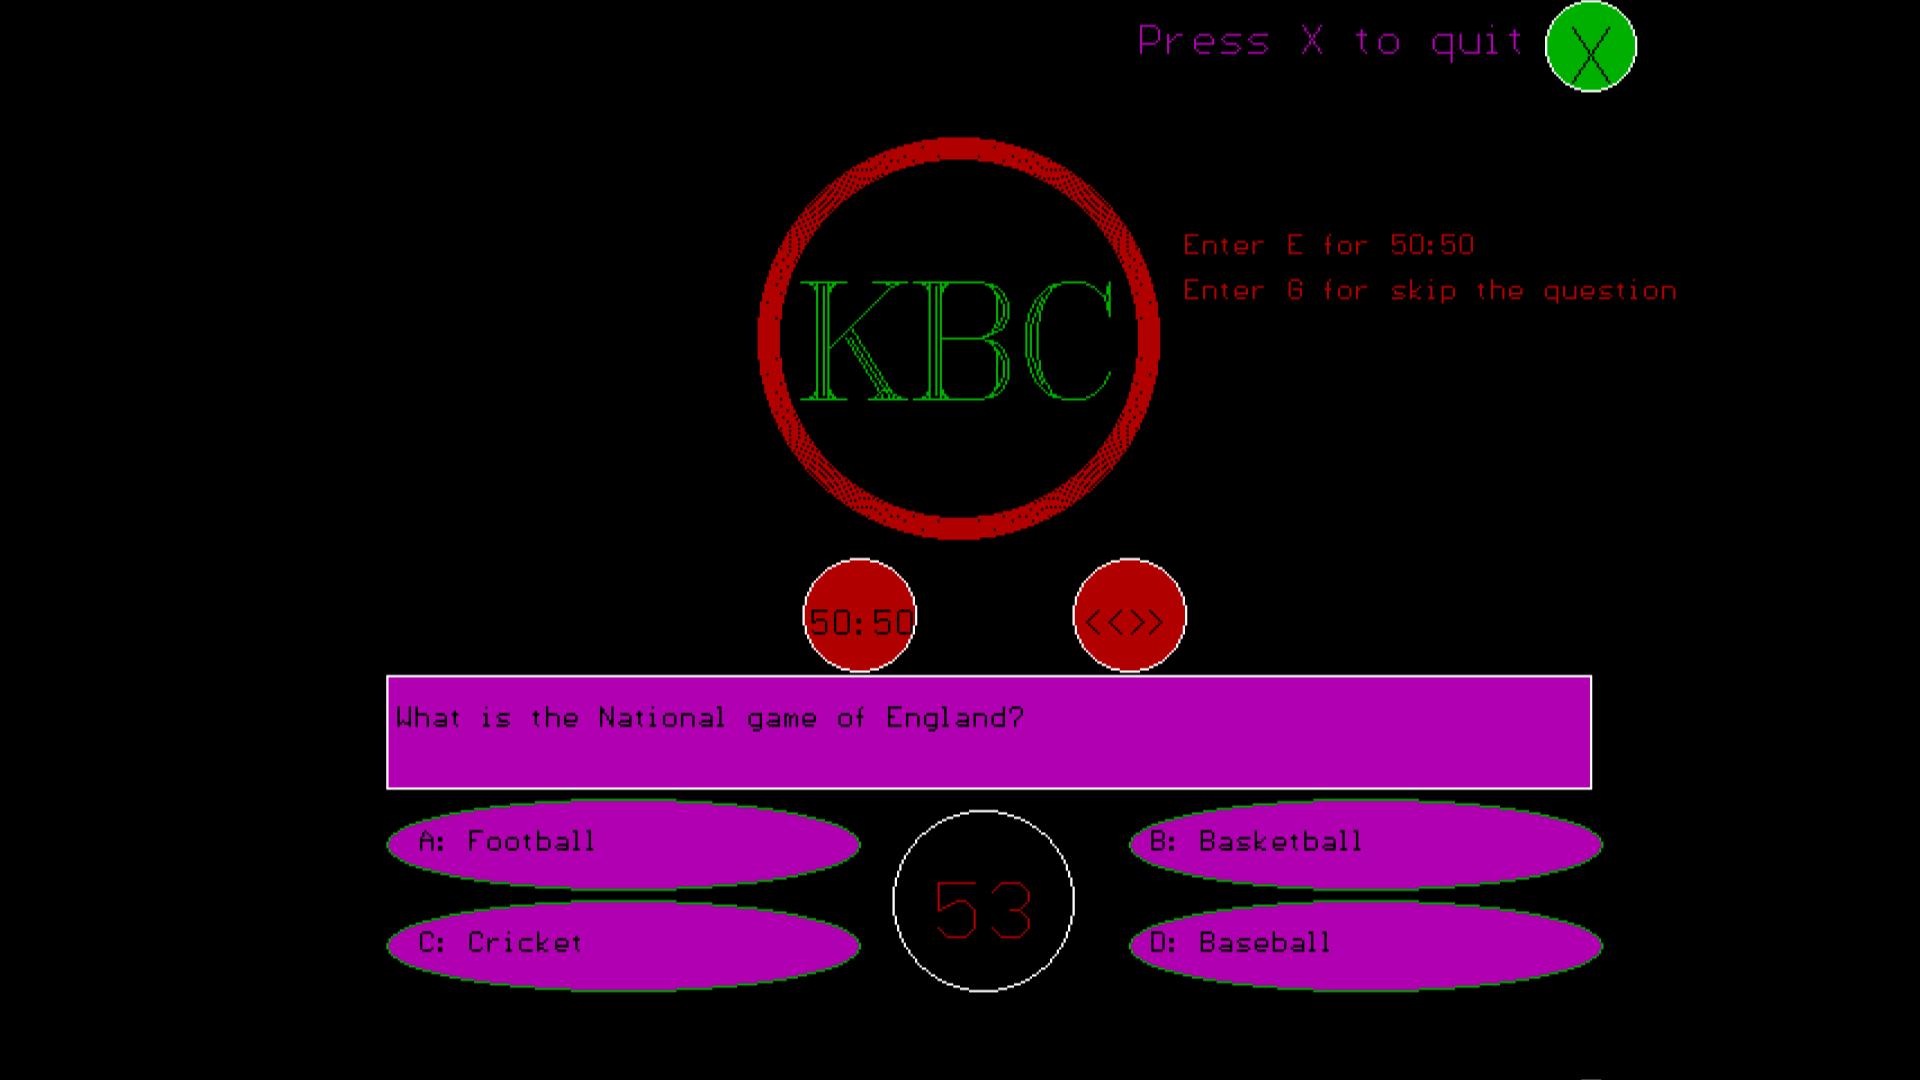 Press X to quit X
KBC
Enter E for 50:50
Enter G for skip the question
50:50 <<>>
What is the National game of England?
A: Football B: Basketball
53
C: Cricket D: Baseball